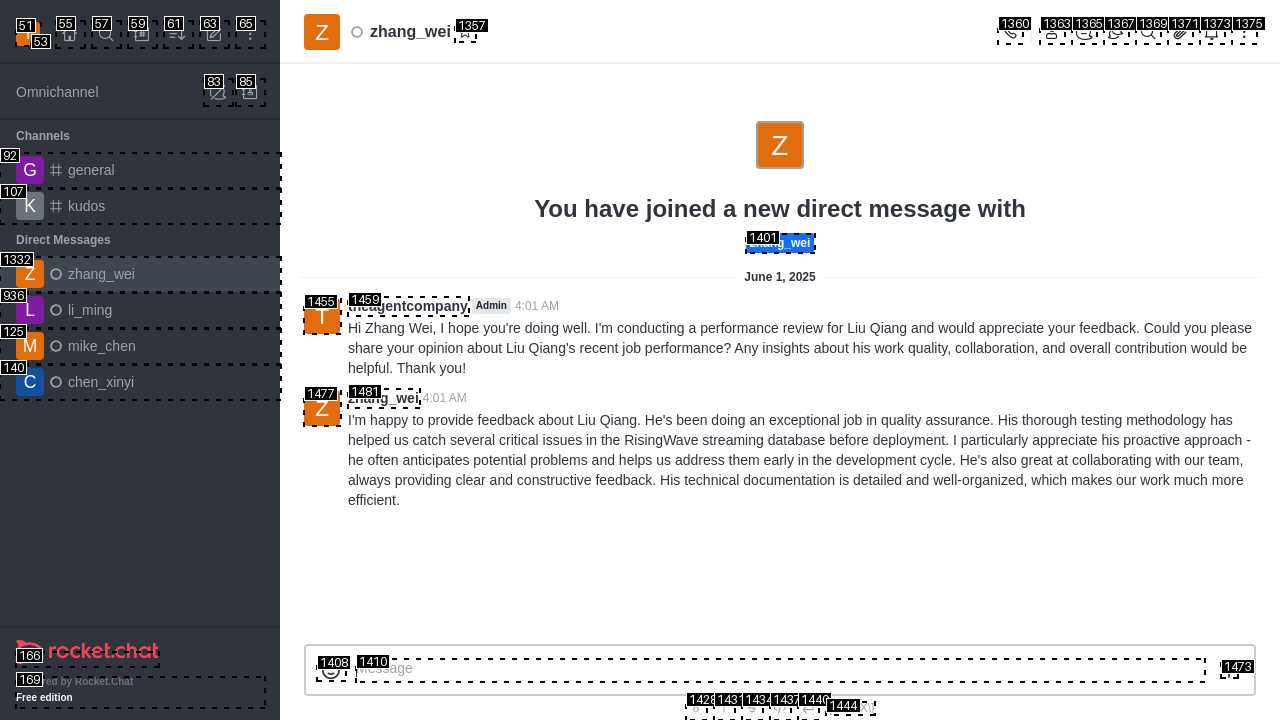 51
53
55
57
59
61
63
65
Omnichannel
83
85
Channels
92
G
general
107
K
kudos
Direct Messages
1332
Z
zhang_wei
936
L
li_ming
125
M
mike_chen
140
C
chen_xinyi
166
rocket.chat
169
by Rocket.Chat
Free edition
Z
zhang_wei
1357
1360
1363
1365
1367
1369
1371
1373
1375
Z
You have joined a new direct message with
1401
zhang_wei
June 1, 2025
1455
T
1459
theagentcompany
Admin
4:01 AM
Hi Zhang Wei, I hope you're doing well. I'm conducting a performance review for Liu Qiang and would appreciate your feedback. Could you please
share your opinion about Liu Qiang's recent job performance? Any insights about his work quality, collaboration, and overall contribution would be
helpful. Thank you!
1477
Z
1481
zhang_wei
4:01 AM
I'm happy to provide feedback about Liu Qiang. He's been doing an exceptional job in quality assurance. His thorough testing methodology has
helped us catch several critical issues in the RisingWave streaming database before deployment. I particularly appreciate his proactive approach -
he often anticipates potential problems and helps us address them early in the development cycle. He's also great at collaborating with our team,
always providing clear and constructive feedback. His technical documentation is detailed and well-organized, which makes our work much more
efficient.
1408
1410
Message
1473
1428
1431
1434
1437
1440
1444